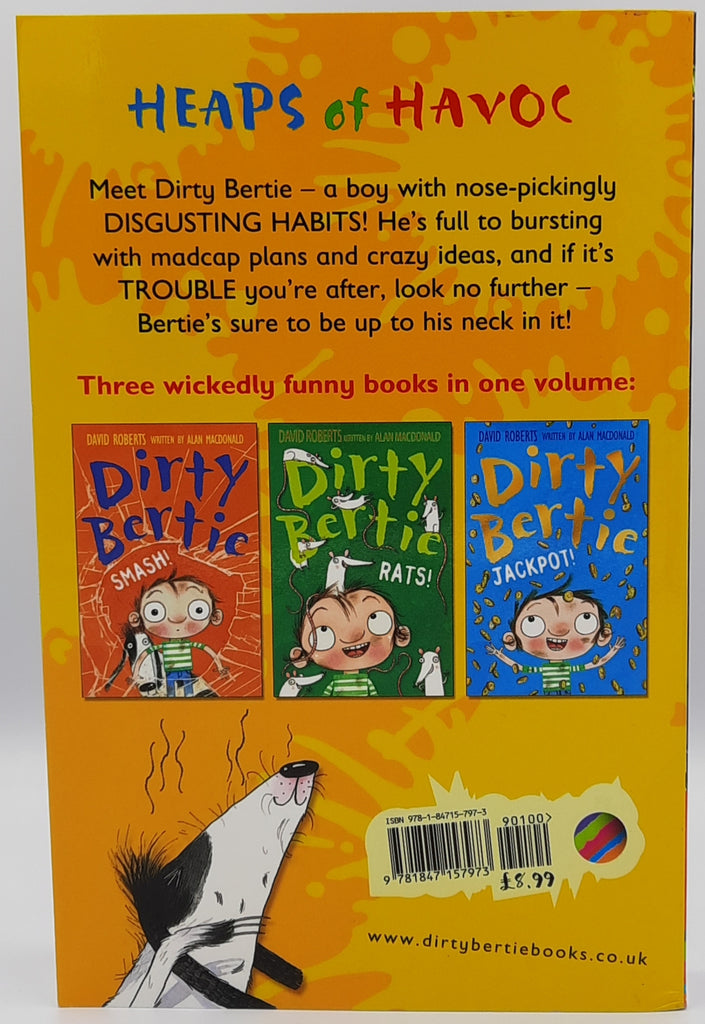 HEAPS of HAVOC
Meet Dirty Bertie – a boy with nose-pickingly
DISGUSTING HABITS! He's full to bursting
with madcap plans and crazy ideas, and if it's
TROUBLE you're after, look no further –
Bertie's sure to be up to his neck in it!
Three wickedly funny books in one volume:
DAVID ROBERTS WRITTEN BY ALAN MACDONALD
Dirty
Bertie
SMASH!
DAVID ROBERTS WRITTEN BY ALAN MACDONALD
Dirty
Bertie
RATS!
DAVID ROBERTS WRITTEN BY ALAN MACDONALD
Dirty
Bertie
JACKPOT!
ISBN 978-1-84715-797-3
90100>
9 781847 157973
£8.99
www.dirtybertiebooks.co.uk